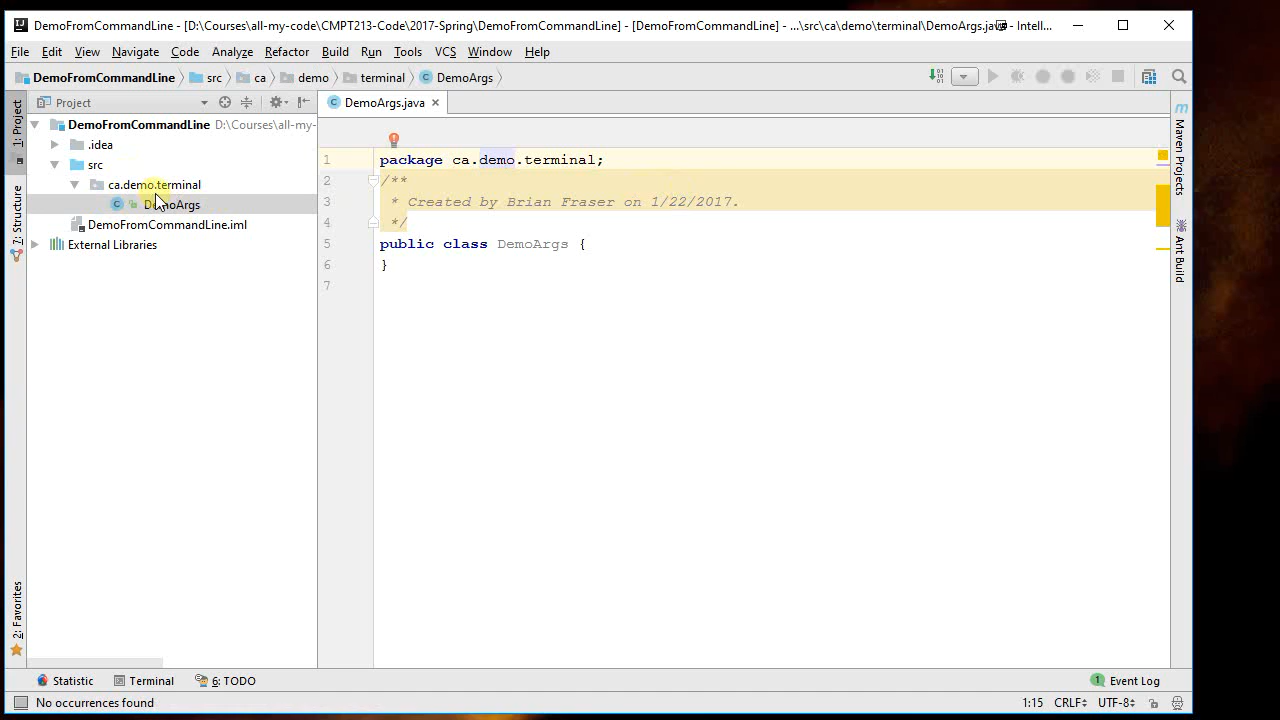 DemoFromCommandLine - [D:\Courses\all-my-code\CMPT213-Code\2017-Spring\DemoFromCommandLine] - [DemoFromCommandLine] - ...\src\ca\demo\terminal\DemoArgs.java - Intell...
File Edit View Navigate Code Analyze Refactor Build Run Tools VCS Window Help
DemoFromCommandLine src ca demo terminal DemoArgs
Project
DemoArgs.java
1: Project
7: Structure
2: Favorites
DemoFromCommandLine D:\Courses\all-my-
.idea
src
ca.demo.terminal
DemoArgs
DemoFromCommandLine.iml
External Libraries
1 package ca.demo.terminal;
2 /**
3 * Created by Brian Fraser on 1/22/2017.
4 */
5 public class DemoArgs {
6 }
7
Maven Projects
Ant Build
Statistic Terminal 6: TODO
1 Event Log
No occurrences found
1:15 CRLF UTF-8